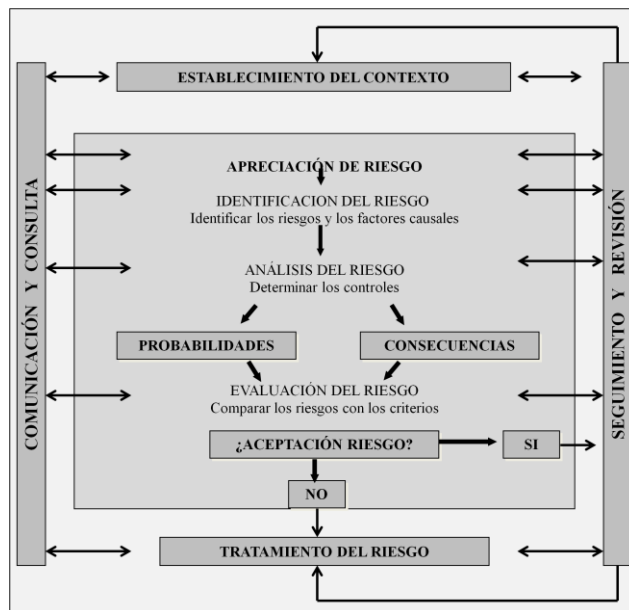 ESTABLECIMIENTO DEL CONTEXTO
COMUNICACIÓN Y CONSULTA
SEGUIMIENTO Y REVISIÓN
APRECIACIÓN DE RIESGO
IDENTIFICACION DEL RIESGO
Identificar los riesgos y los factores causales
ANÁLISIS DEL RIESGO
Determinar los controles
PROBABILIDADES
CONSECUENCIAS
EVALUACIÓN DEL RIESGO
Comparar los riesgos con los criterios
¿ACEPTACIÓN RIESGO?
SI
NO
TRATAMIENTO DEL RIESGO